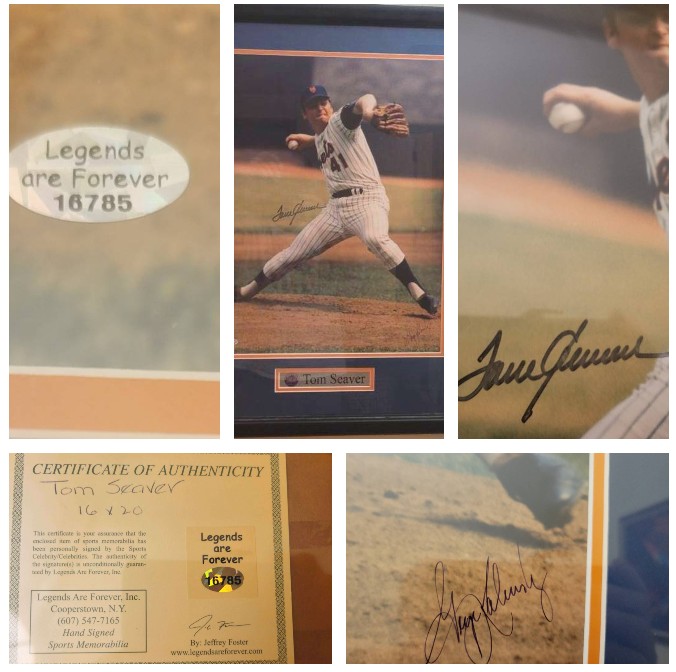 Legends
are Forever
16785
41
Tom Seaver
CERTIFICATE OF AUTHENTICITY
Tom Seaver
16 x 20
This certificate is your assurance that the
enclosed item of sports memorabilia has
been personally signed by the Sports
Celebrity/Celebrities. The authenticity of
the signature(s) is unconditionally guaran-
teed by Legends Are Forever, Inc.
Legends
are
Forever
16785
Legends Are Forever, Inc.
Cooperstown, N.Y.
(607) 547-7165
Hand Signed
Sports Memorabilia
By: Jeffrey Foster
www.legendsareforever.com